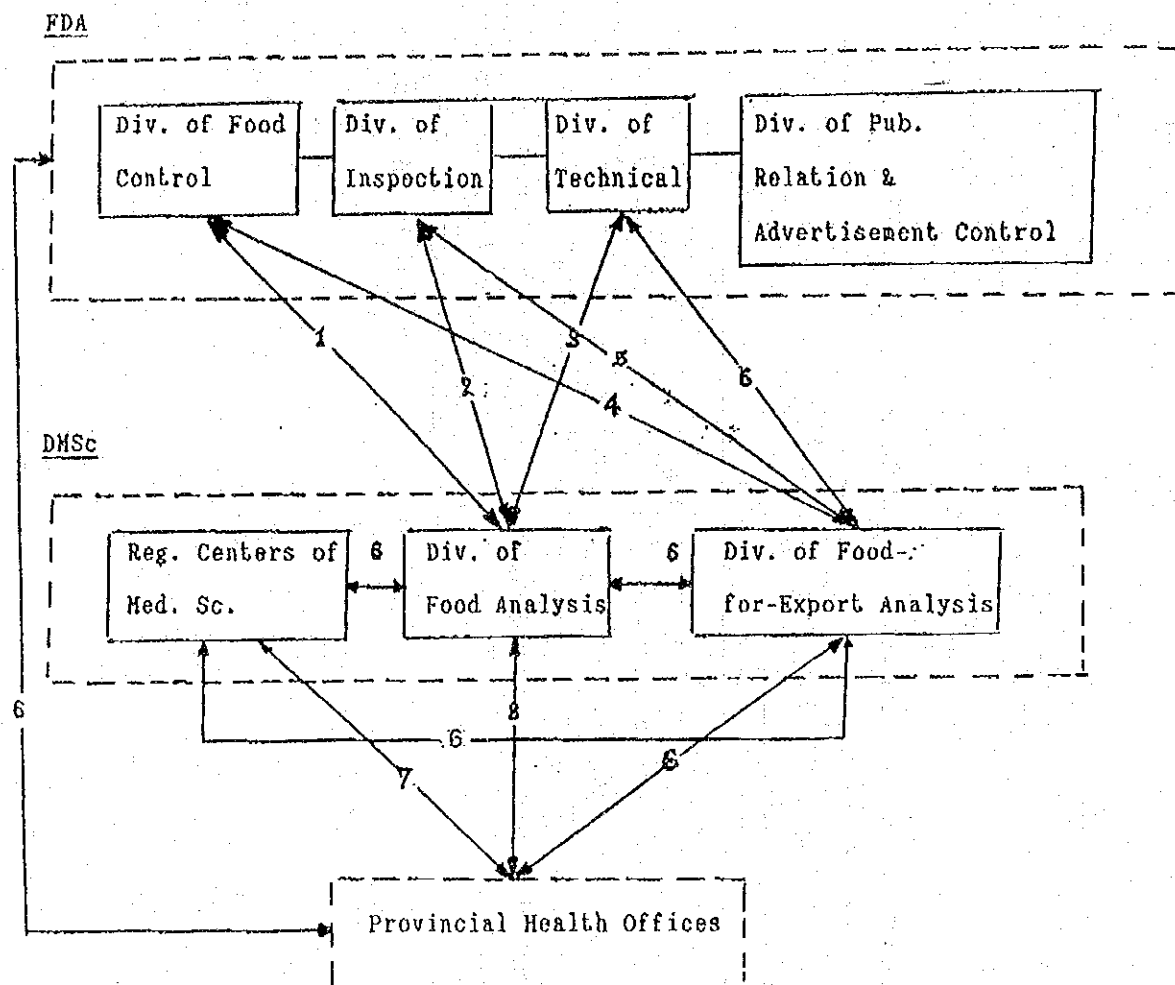 FDA
Div. of Food
Control
Div. of
Inspection
Div. of
Technical
Div. of Pub.
Relation &
Advertisement Control
1
2
3
5
4
6
DMSc
Reg. Centers of
Med. Sc.
6
Div. of
Food Analysis
6
Div. of Food-
for-Export Analysis
6
8
6
6
7
Provincial Health Offices